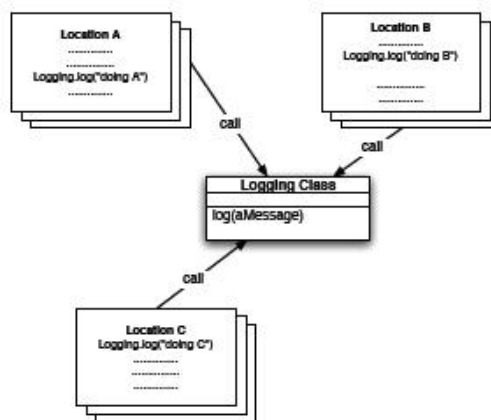 Location A
..............
..............
Logging.log("doing A")
..............
Location B
..............
Logging.log("doing B")
..............
..............
call
call
Logging Class
log(aMessage)
call
Location C
Logging.log("doing C")
..............
..............
..............